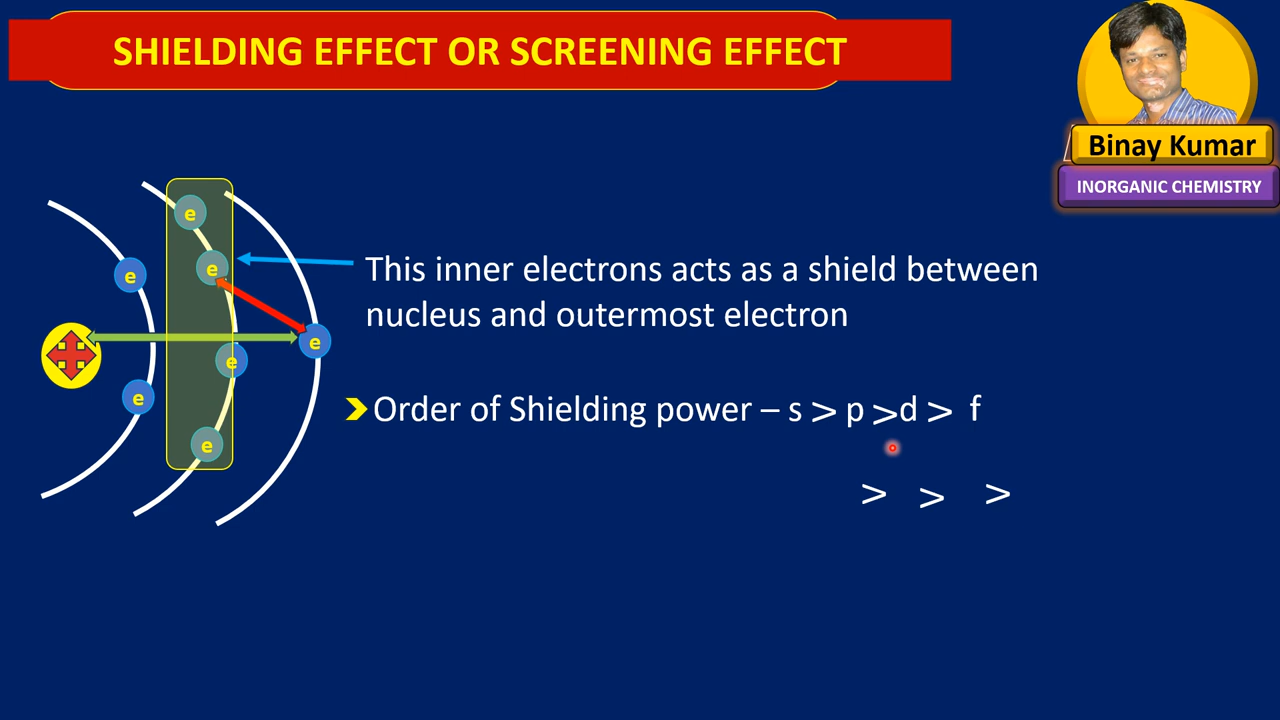 SHIELDING EFFECT OR SCREENING EFFECT
Binay Kumar
INORGANIC CHEMISTRY
e
e
e
This inner electrons acts as a shield between
nucleus and outermost electron
e
e
e
Order of Shielding power – s > p > d > f
e
> > >